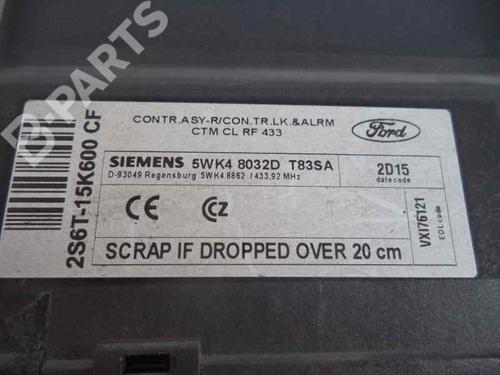 B-PARTS
CONTR.ASY-R/CON.TR.LK.&ALRM
CTM CL RF 433
Ford
SIEMENS 5WK4 8032D T83SA
D-93049 Regensburg 5WK4 8862 / 433,92 MHz
2D15
date code
2S6T-15K600 CF
CE CZ
VXI76121
EOL code
SCRAP IF DROPPED OVER 20 cm